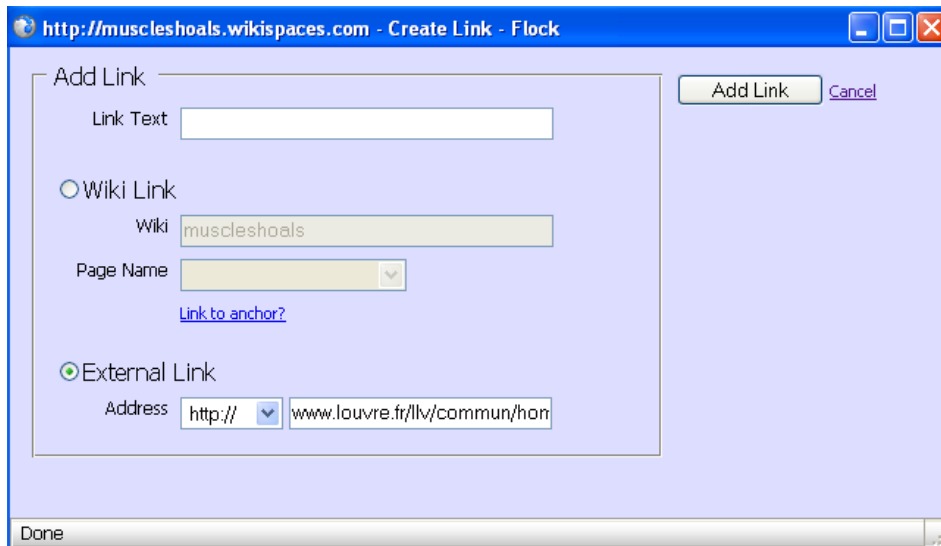 http://muscleshoals.wikispaces.com - Create Link - Flock
Add Link
Add Link Cancel
Link Text
Wiki Link
Wiki muscleshoals
Page Name
Link to anchor?
External Link
Address http:// www.louvre.fr/llv/commun/hom
Done